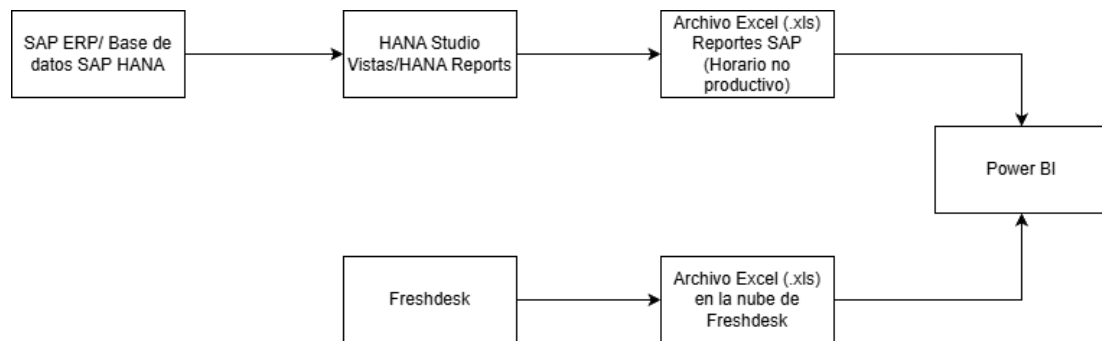 SAP ERP/ Base de
datos SAP HANA
HANA Studio
Vistas/HANA Reports
Archivo Excel (.xls)
Reportes SAP
(Horario no
productivo)
Power BI
Freshdesk
Archivo Excel (.xls)
en la nube de
Freshdesk